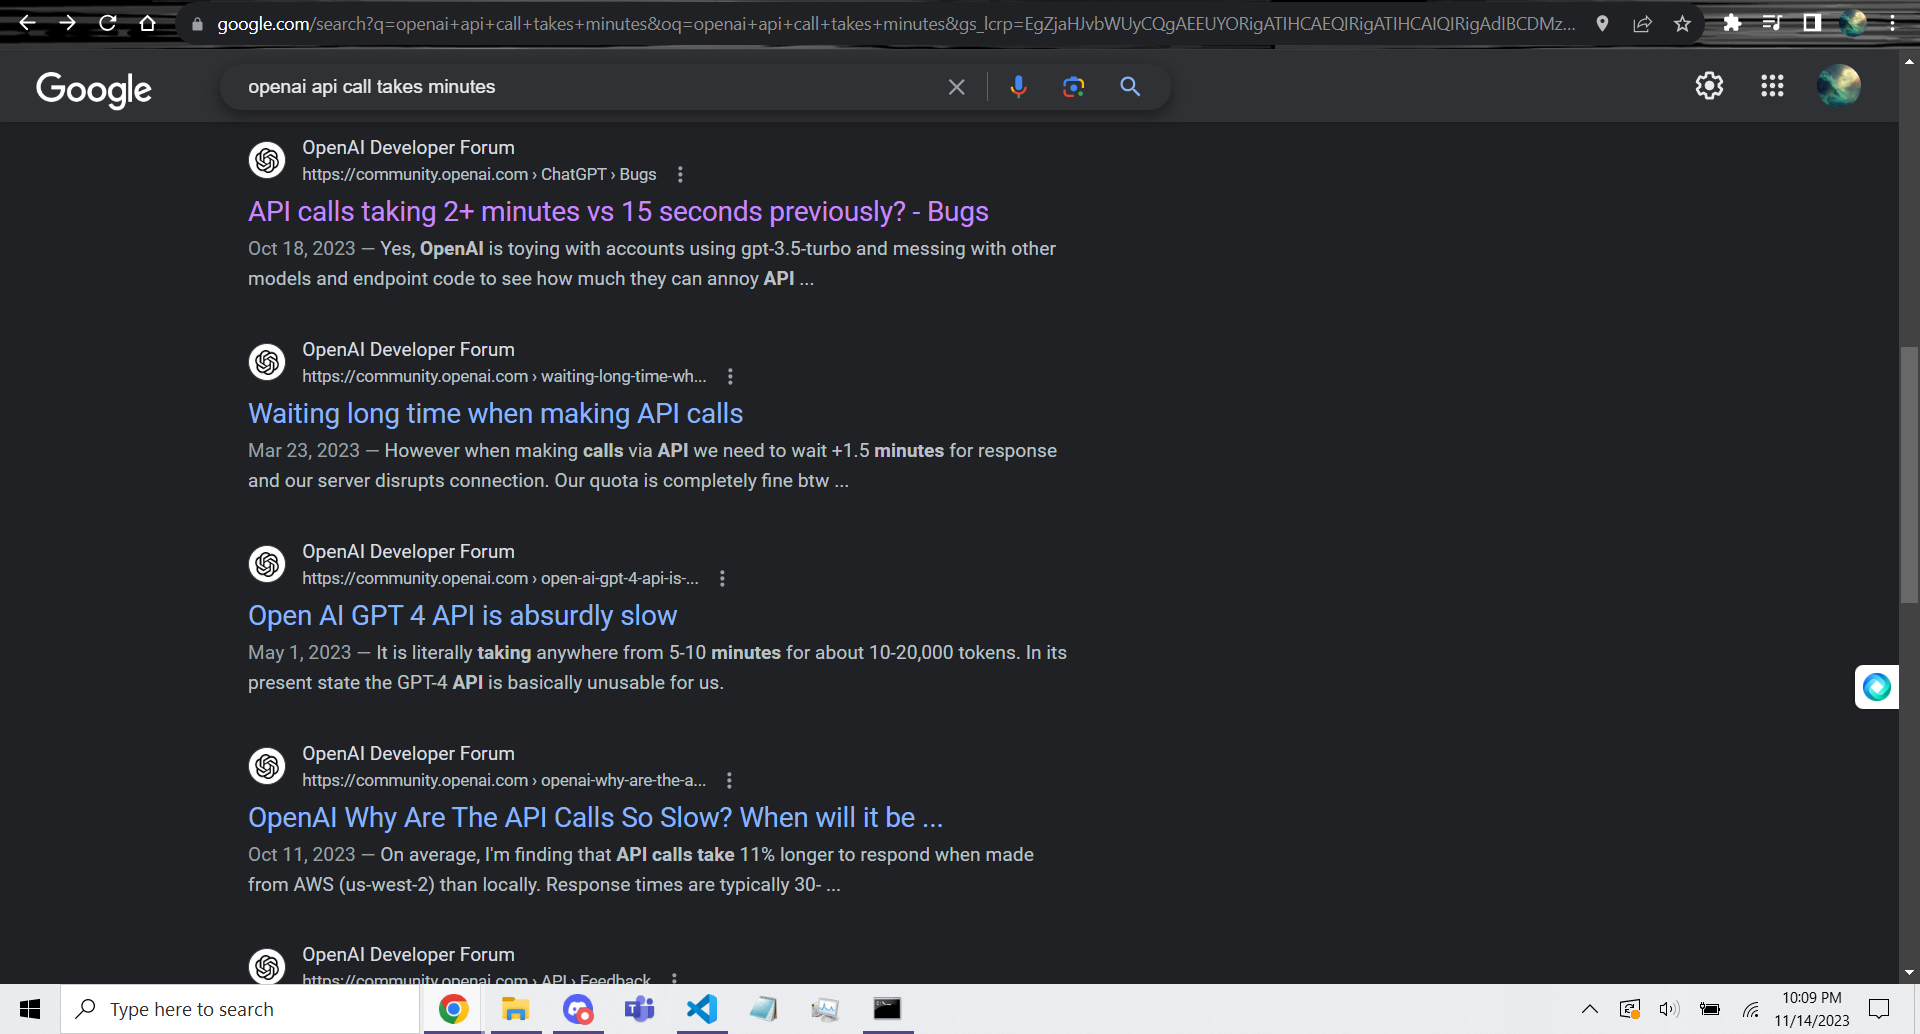 google.com/search?q=openai+api+call+takes+minutes&oq=openai+api+call+takes+minutes&gs_lcrp=EgZjaHJvbWUyCQgAEEUYORigATIHCAEQIRigATIHCAIQIRigAdIBCDMz...
Google
openai api call takes minutes
OpenAI Developer Forum
https://community.openai.com › ChatGPT › Bugs
API calls taking 2+ minutes vs 15 seconds previously? - Bugs
Oct 18, 2023 — Yes, OpenAI is toying with accounts using gpt-3.5-turbo and messing with other
models and endpoint code to see how much they can annoy API ...
OpenAI Developer Forum
https://community.openai.com › waiting-long-time-wh...
Waiting long time when making API calls
Mar 23, 2023 — However when making calls via API we need to wait +1.5 minutes for response
and our server disrupts connection. Our quota is completely fine btw ...
OpenAI Developer Forum
https://community.openai.com › open-ai-gpt-4-api-is-...
Open AI GPT 4 API is absurdly slow
May 1, 2023 — It is literally taking anywhere from 5-10 minutes for about 10-20,000 tokens. In its
present state the GPT-4 API is basically unusable for us.
OpenAI Developer Forum
https://community.openai.com › openai-why-are-the-a...
OpenAI Why Are The API Calls So Slow? When will it be ...
Oct 11, 2023 — On average, I'm finding that API calls take 11% longer to respond when made
from AWS (us-west-2) than locally. Response times are typically 30- ...
OpenAI Developer Forum
https://community.openai.com › API › Feedback
Type here to search
10:09 PM
11/14/2023